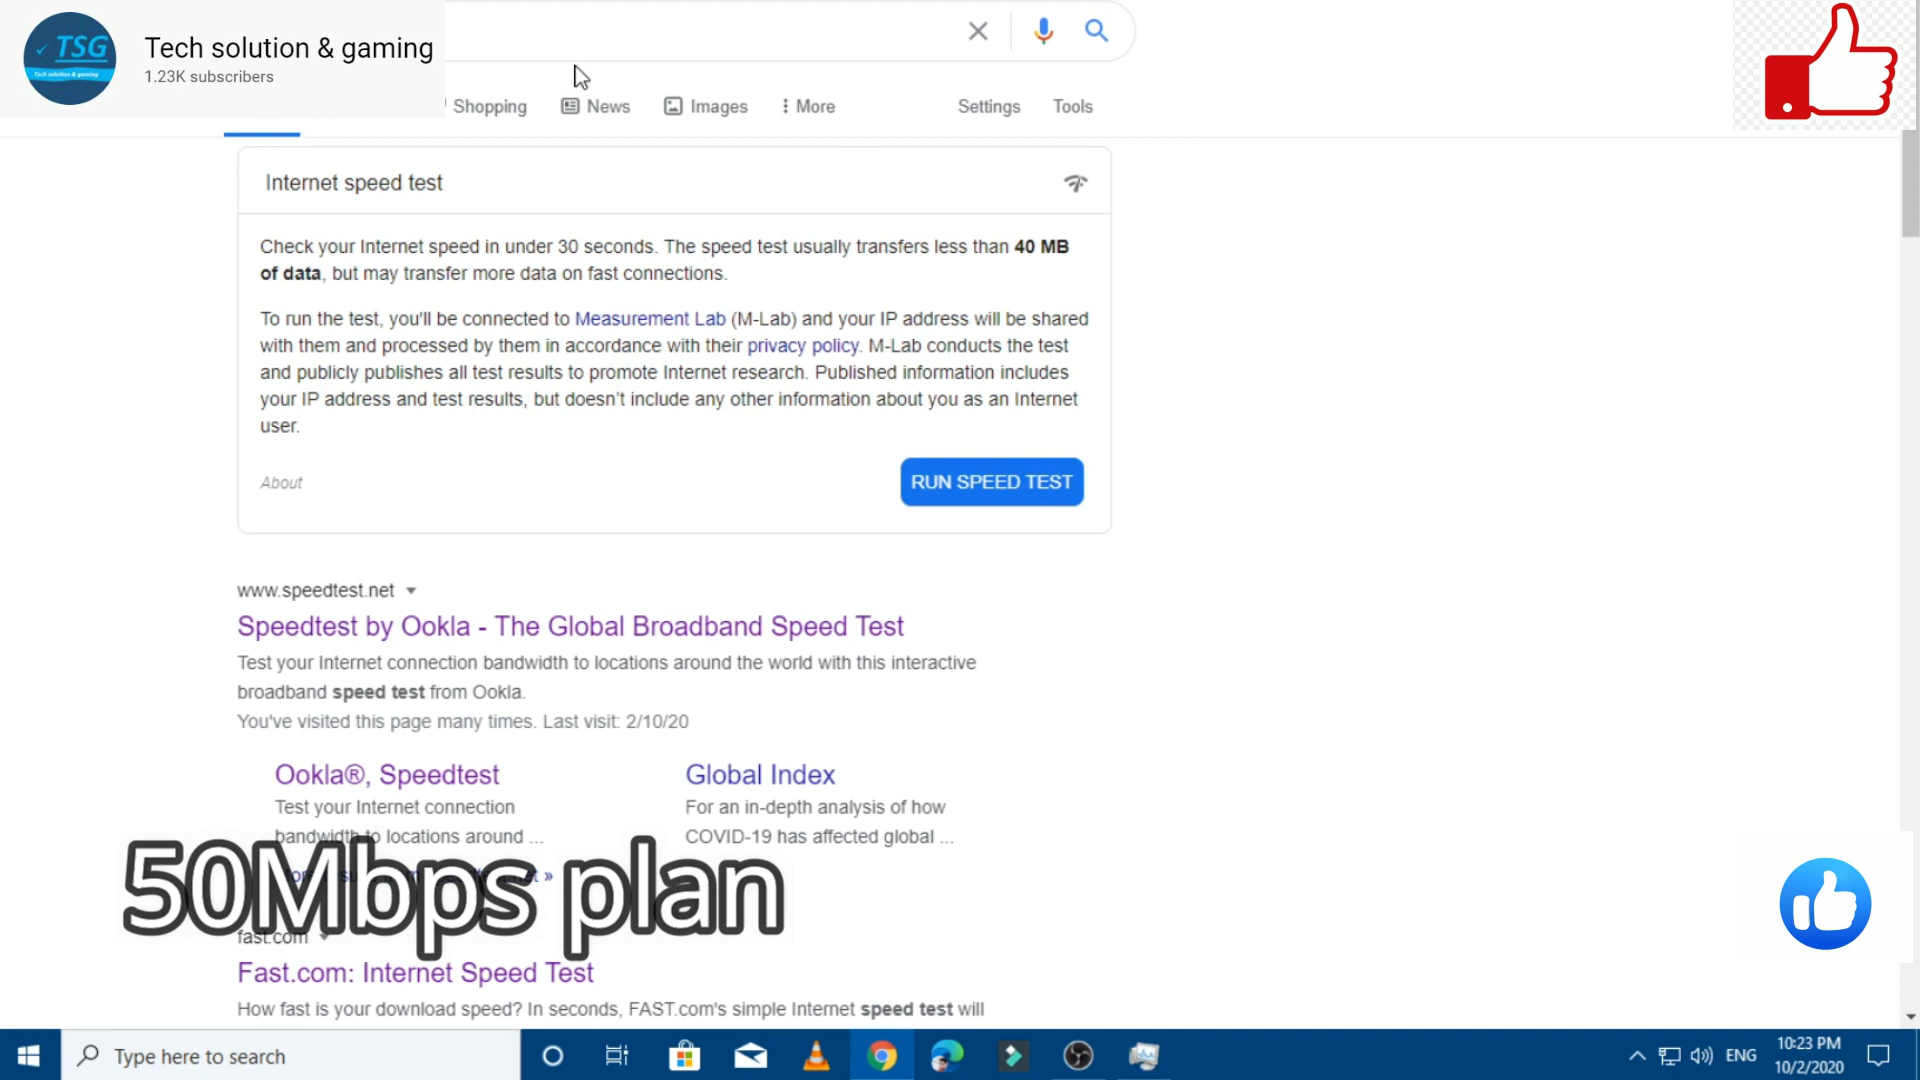 TSG
Tech solution & gaming
Tech solution & gaming
1.23K subscribers
Shopping
News
Images
More
Settings
Tools
Internet speed test
Check your Internet speed in under 30 seconds. The speed test usually transfers less than 40 MB
of data, but may transfer more data on fast connections.
To run the test, you'll be connected to Measurement Lab (M-Lab) and your IP address will be shared
with them and processed by them in accordance with their privacy policy. M-Lab conducts the test
and publicly publishes all test results to promote Internet research. Published information includes
your IP address and test results, but doesn't include any other information about you as an Internet
user.
About
RUN SPEED TEST
www.speedtest.net
Speedtest by Ookla - The Global Broadband Speed Test
Test your Internet connection bandwidth to locations around the world with this interactive
broadband speed test from Ookla.
You've visited this page many times. Last visit: 2/10/20
Ookla®, Speedtest
Global Index
Test your Internet connection
For an in-depth analysis of how
bandwidth to locations around ...
COVID-19 has affected global ...
50Mbps plan
fast.com
Fast.com: Internet Speed Test
How fast is your download speed? In seconds, FAST.com's simple Internet speed test will
Type here to search
ENG
10:23 PM
10/2/2020